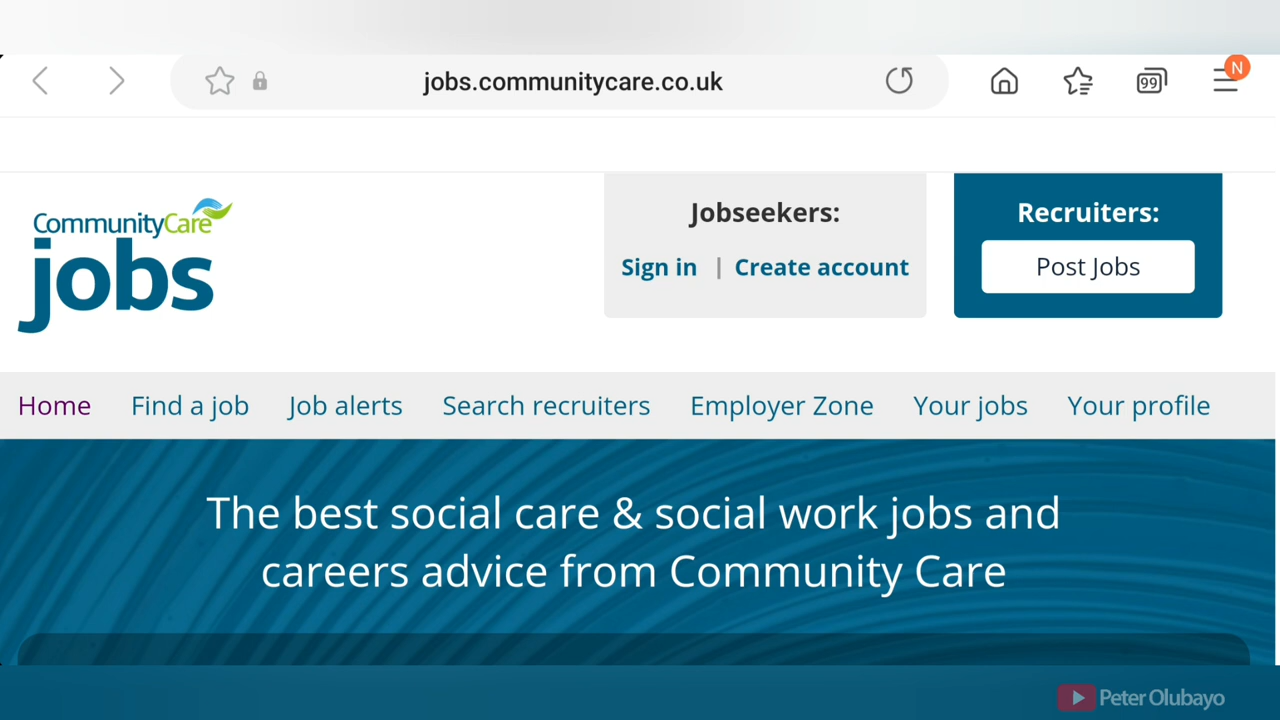 jobs.communitycare.co.uk
99
N
CommunityCare
jobs
Jobseekers:
Sign in | Create account
Recruiters:
Post Jobs
Home Find a job Job alerts Search recruiters Employer Zone Your jobs Your profile
The best social care & social work jobs and
careers advice from Community Care
Peter Olubayo